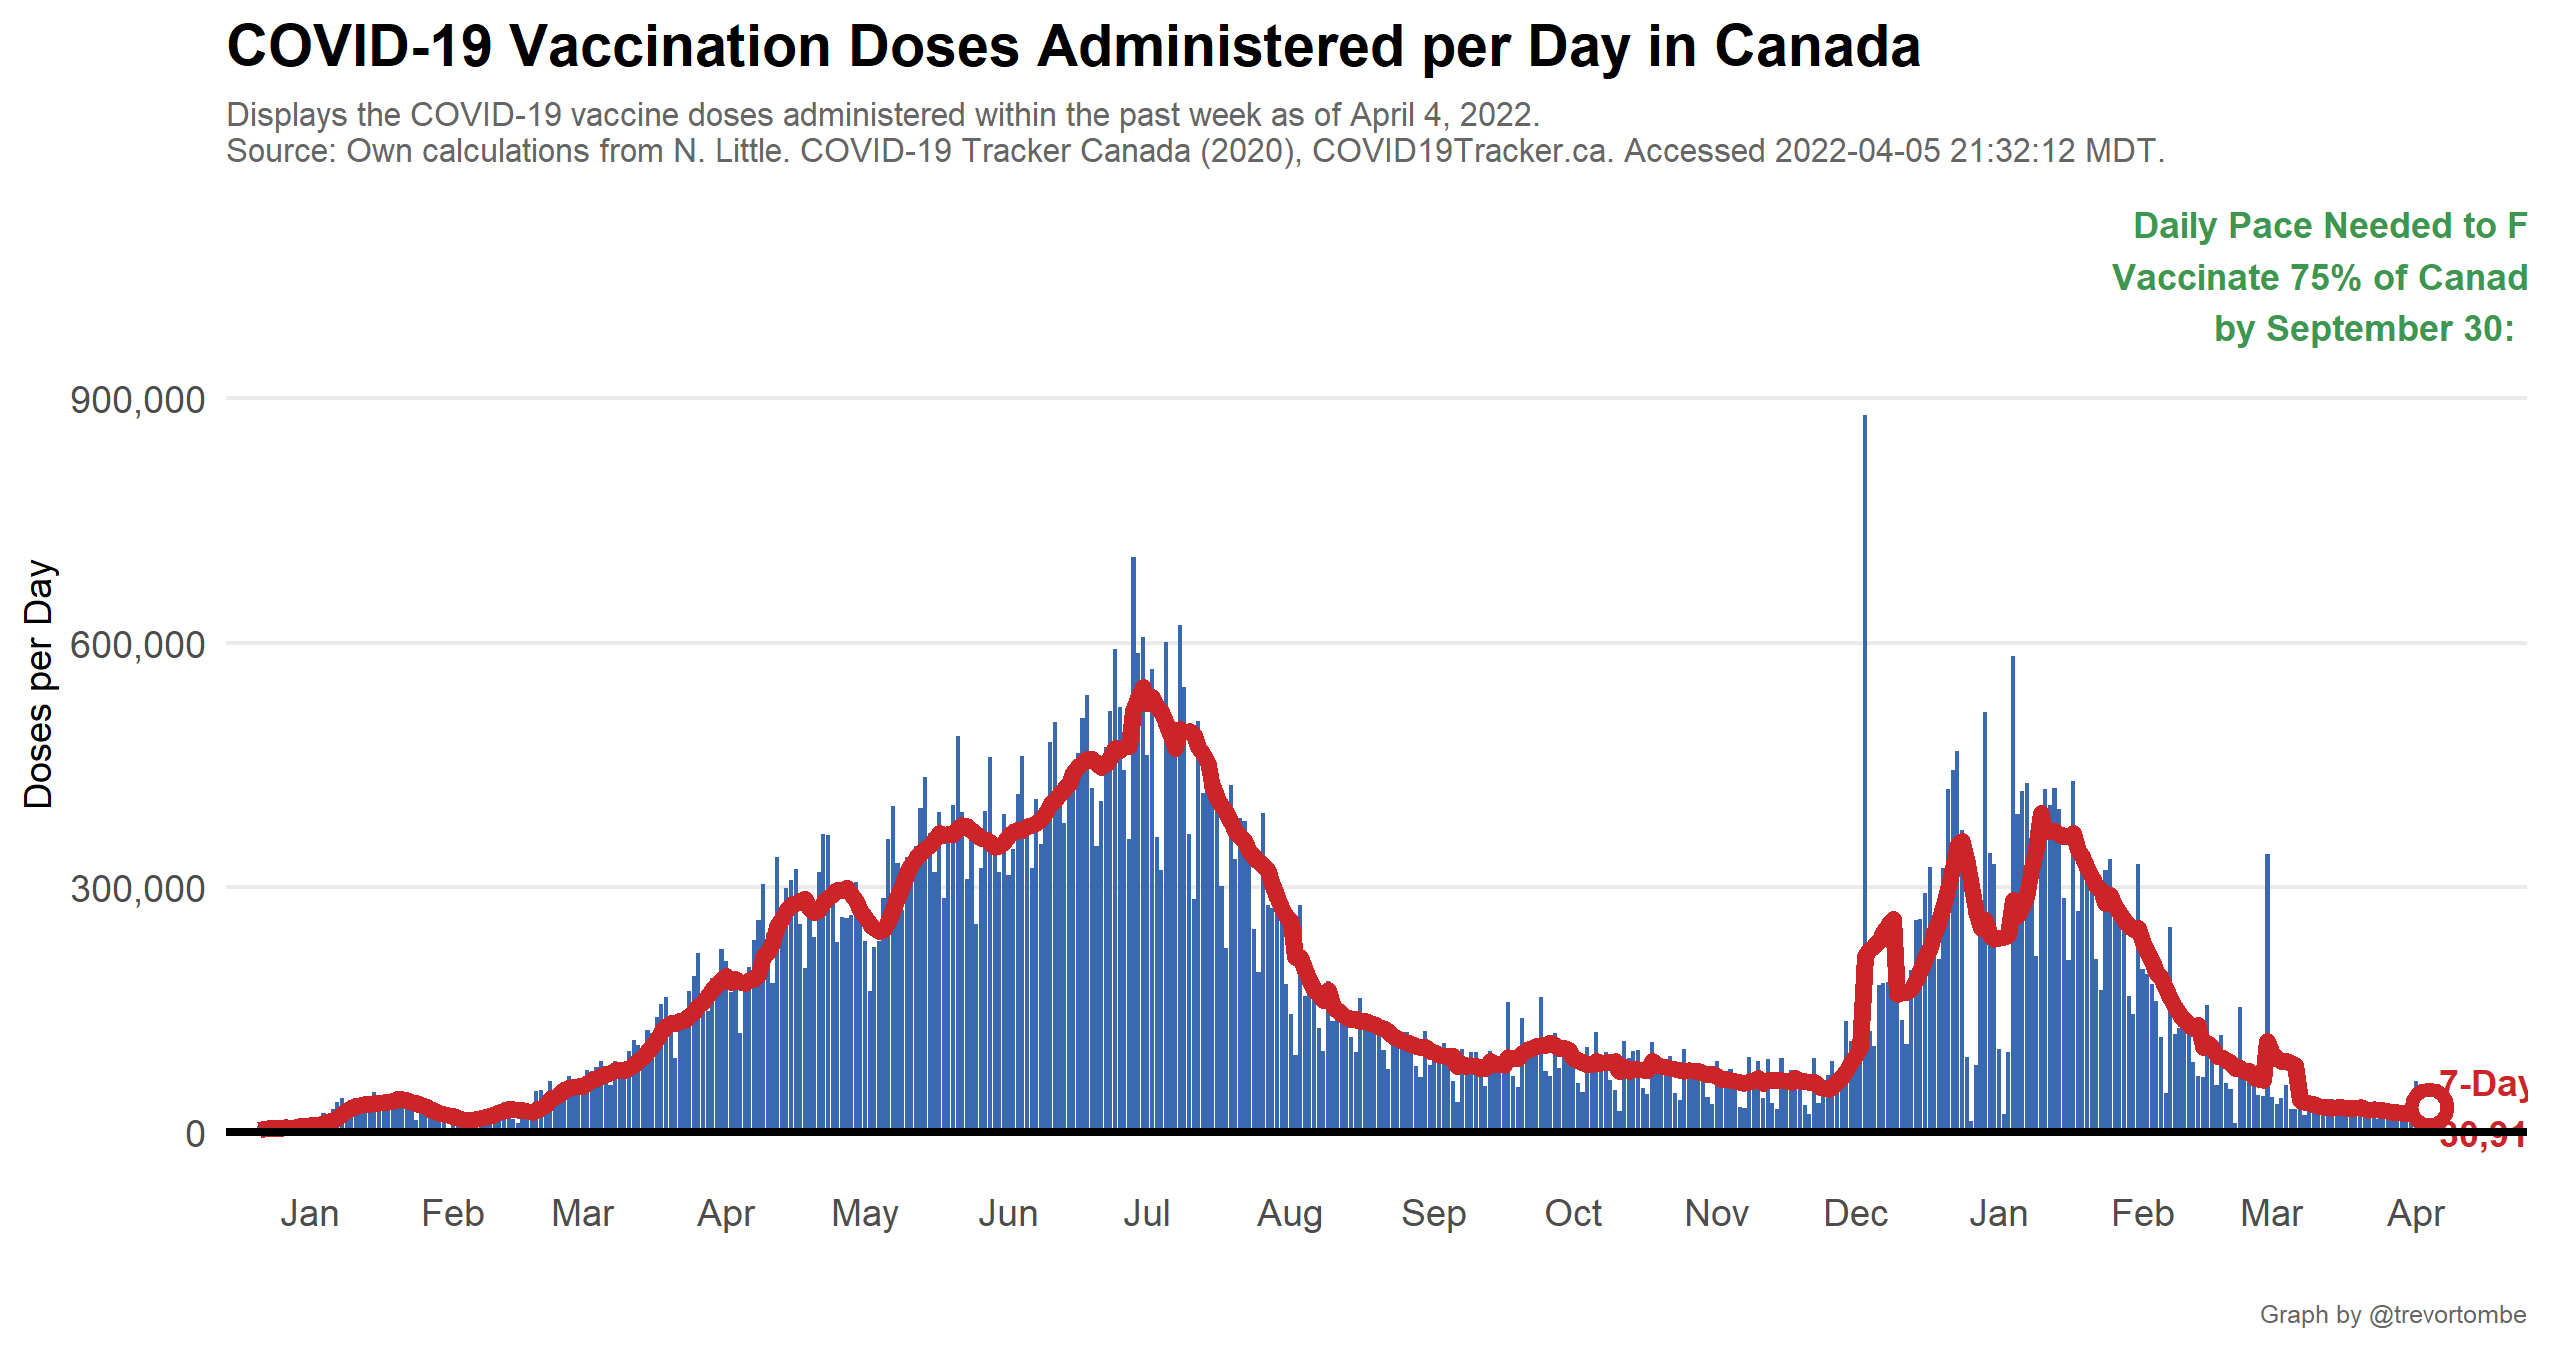 COVID-19 Vaccination Doses Administered per Day in Canada
Displays the COVID-19 vaccine doses administered within the past week as of April 4, 2022.
Source: Own calculations from N. Little. COVID-19 Tracker Canada (2020), COVID19Tracker.ca. Accessed 2022-04-05 21:32:12 MDT.
Daily Pace Needed to F
Vaccinate 75% of Canad
by September 30:
900,000
600,000
300,000
0
Doses per Day
7-Day
30,91
Jan Feb Mar Apr May Jun Jul Aug Sep Oct Nov Dec Jan Feb Mar Apr
Graph by @trevortombe